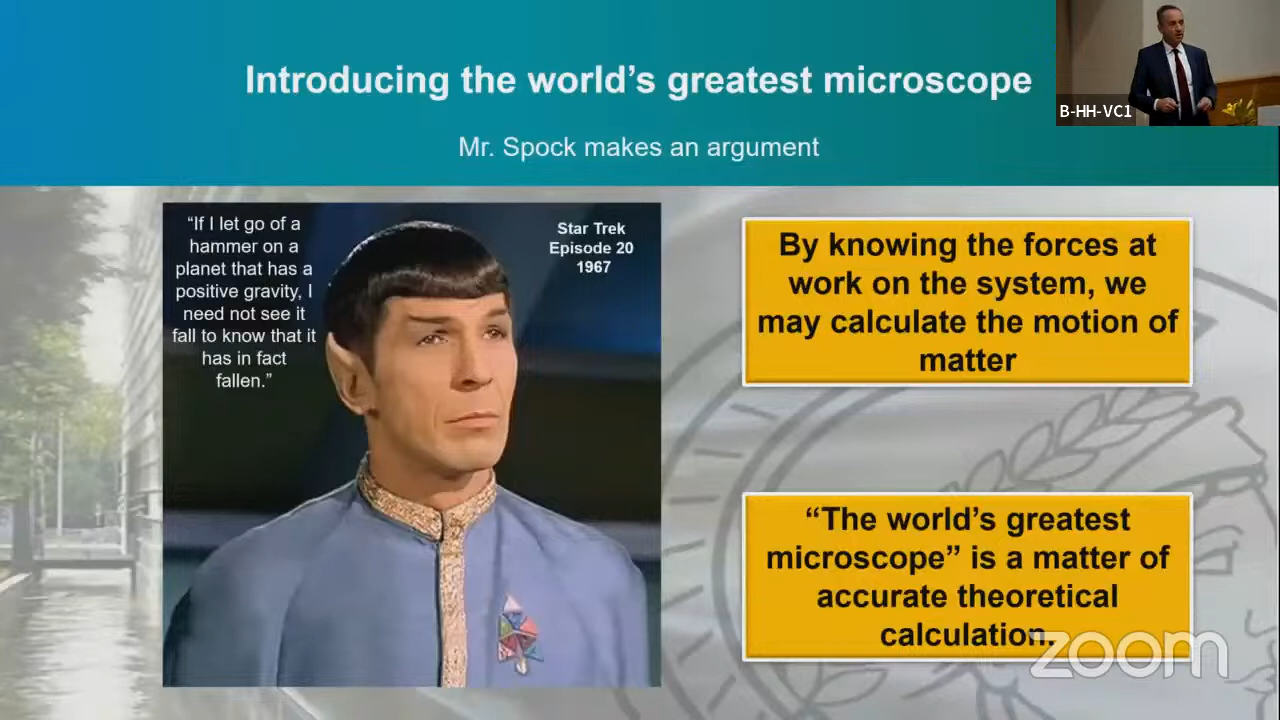 Introducing the world’s greatest microscope
Mr. Spock makes an argument
B-HH-VC1
“If I let go of a
hammer on a
planet that has a
positive gravity, I
need not see it
fall to know that it
has in fact
fallen.”
Star Trek
Episode 20
1967
By knowing the forces at
work on the system, we
may calculate the motion of
matter
“The world’s greatest
microscope” is a matter of
accurate theoretical
calculation.
zoom